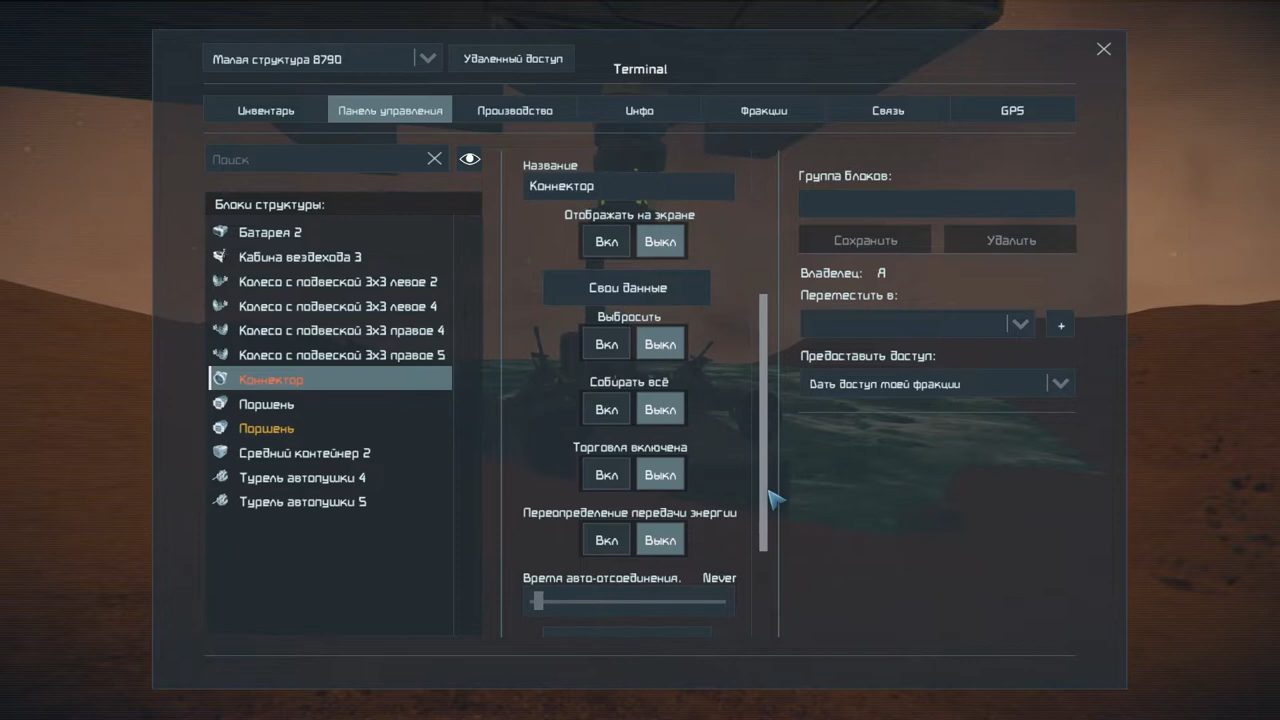 Малая структура 8790
Удаленный доступ
Terminal
Инвентарь
Панель управления
Производство
Инфо
Фракции
Связь
GPS
Поиск
Блоки структуры:
Батарея 2
Кабина вездехода 3
Колесо с подвеской 3x3 левое 2
Колесо с подвеской 3x3 левое 4
Колесо с подвеской 3x3 правое 4
Колесо с подвеской 3x3 правое 5
Коннектор
Поршень
Поршень
Средний контейнер 2
Турель автопушки 4
Турель автопушки 5
Название
Коннектор
Отображать на экране
Вкл Выкл
Свои данные
Выбросить
Вкл Выкл
Собирать всё
Вкл Выкл
Торговля включена
Вкл Выкл
Переопределение передачи энергии
Вкл Выкл
Время авто-отсоединения. Never
Группа блоков:
Сохранить
Удалить
Владелец: А
Переместить в:
+
Предоставить доступ:
Дать доступ моей фракции